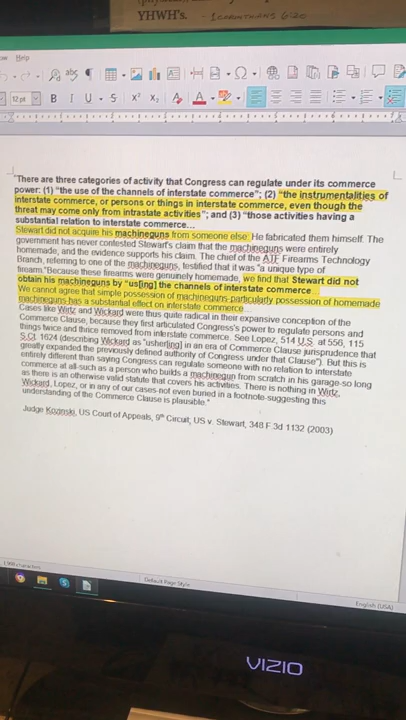 YHWH's. - 1 CORINTHIANS 6:20
Help
12 pt B I U S X² X₂ A A
"There are three categories of activity that Congress can regulate under its commerce
power: (1) "the use of the channels of interstate commerce"; (2) "the instrumentalities of
interstate commerce, or persons or things in interstate commerce, even though the
threat may come only from intrastate activities"; and (3) "those activities having a
substantial relation to interstate commerce...
Stewart did not acquire his machineguns from someone else: He fabricated them himself. The
government has never contested Stewart's claim that the machineguns were entirely
homemade, and the evidence supports his claim. The chief of the ATF Firearms Technology
Branch, referring to one of the machineguns, testified that it was "a unique type of
firearm."Because these firearms were genuinely homemade, we find that Stewart did not
obtain his machineguns by "us[ing] the channels of interstate commerce...
We cannot agree that simple possession of machineguns-particularly possession of homemade
machineguns-has a substantial effect on interstate commerce...
Cases like Wirtz and Wickard were thus quite radical in their expansive conception of the
Commerce Clause, because they first articulated Congress's power to regulate persons and
things twice and thrice removed from interstate commerce. See Lopez, 514 U.S. at 556, 115
S.Ct. 1624 (describing Wickard as "usher[ing] in an era of Commerce Clause jurisprudence that
greatly expanded the previously defined authority of Congress under that Clause"). But this is
entirely different than saying Congress can regulate someone with no relation to interstate
commerce at all-such as a person who builds a machinegun from scratch in his garage-so long
as there is an otherwise valid statute that covers his activities. There is nothing in Wirtz,
Wickard, Lopez, or in any of our cases-not even buried in a footnote-suggesting this
understanding of the Commerce Clause is plausible."
Judge Kozinski, US Court of Appeals, 9th Circuit, US v. Stewart, 348 F.3d 1132 (2003)
characters
Default Page Style
English (USA)
VIZIO